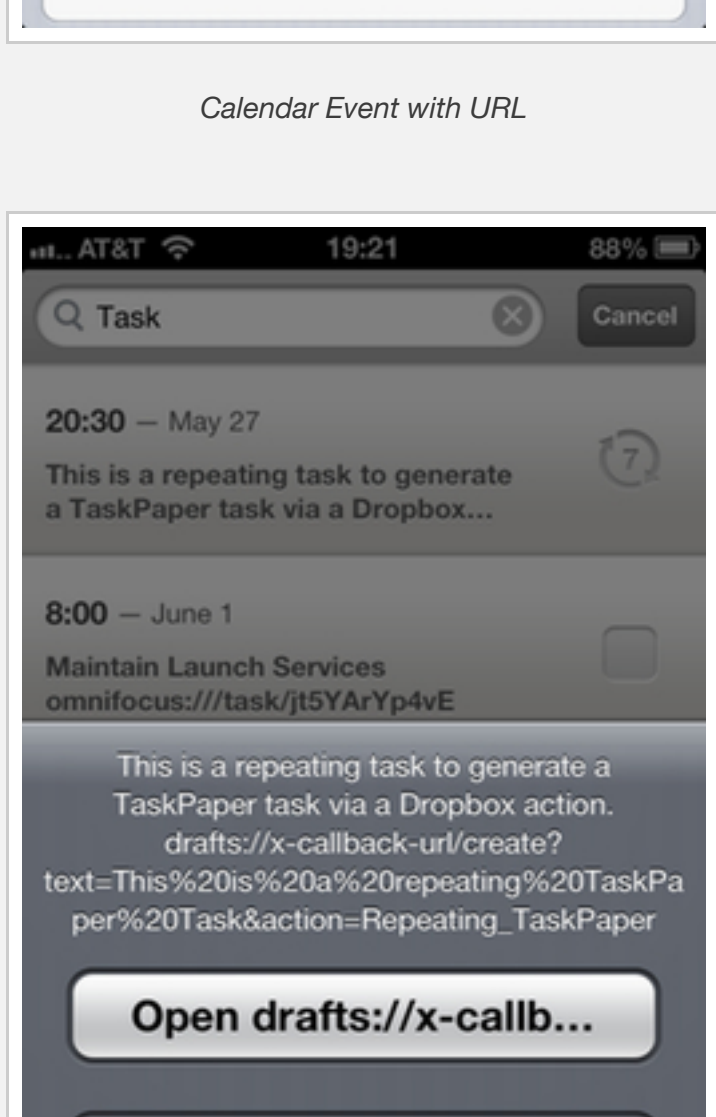 Calendar Event with URL
AT&T
19:21
88%
Task
Cancel
20:30 — May 27
7
This is a repeating task to generate
a TaskPaper task via a Dropbox...
8:00 — June 1
Maintain Launch Services
omnifocus:///task/jt5YArYp4vE
This is a repeating task to generate a
TaskPaper task via a Dropbox action.
drafts://x-callback-url/create?
text=This%20is%20a%20repeating%20TaskPa
per%20Task&action=Repeating_TaskPaper
Open drafts://x-callb...